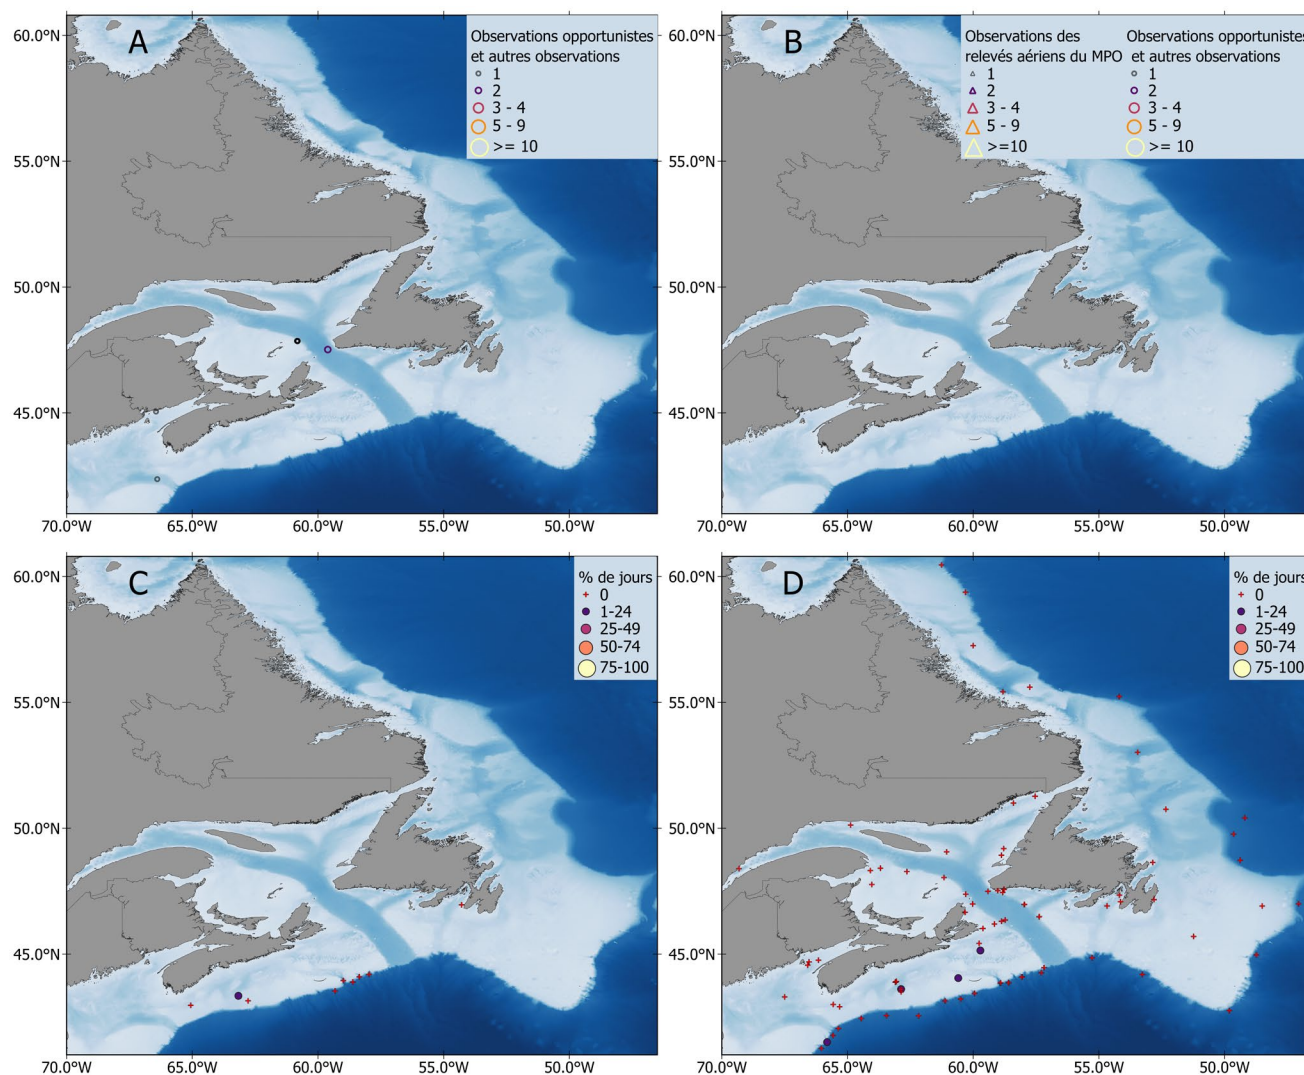 A
Observations opportunistes
et autres observations
1
2
3 - 4
5 - 9
>= 10
60.0°N
55.0°N
50.0°N
45.0°N
70.0°W
65.0°W
60.0°W
55.0°W
50.0°W
B
Observations des
relevés aériens du MPO
1
2
3 - 4
5 - 9
>=10
Observations opportunistes
et autres observations
1
2
3 - 4
5 - 9
>= 10
60.0°N
55.0°N
50.0°N
45.0°N
70.0°W
65.0°W
60.0°W
55.0°W
50.0°W
C
% de jours
0
1-24
25-49
50-74
75-100
60.0°N
55.0°N
50.0°N
45.0°N
70.0°W
65.0°W
60.0°W
55.0°W
50.0°W
D
% de jours
0
1-24
25-49
50-74
75-100
60.0°N
55.0°N
50.0°N
45.0°N
70.0°W
65.0°W
60.0°W
55.0°W
50.0°W